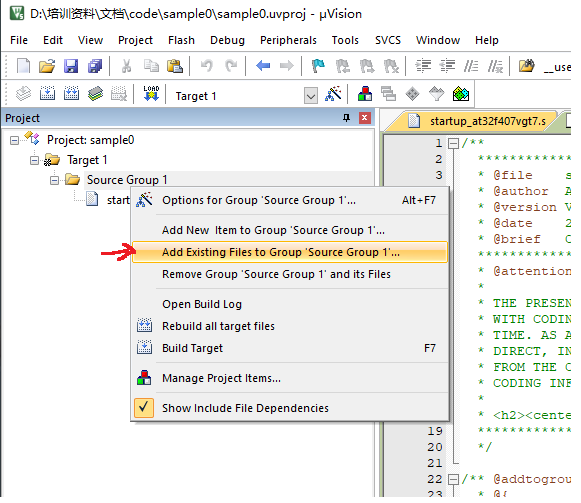 D:\培训资料\文档\code\sample0\sample0.uvproj - µVision
File Edit View Project Flash Debug Peripherals Tools SVCS Window Help
__use
LOAD
Target 1
Project
startup_at32f407vgt7.s
Project: sample0
Target 1
Source Group 1
start
Options for Group 'Source Group 1'... Alt+F7
Add New Item to Group 'Source Group 1'...
Add Existing Files to Group 'Source Group 1'...
Remove Group 'Source Group 1' and its Files
Open Build Log
Rebuild all target files
Build Target F7
Manage Project Items...
Show Include File Dependencies
1 /**
2 *************
3 * @file s
4 * @author A
5 * @version V
6 * @date 2
* @brief C
*************
* @attention
*
* THE PRESEN
* WITH CODIN
* TIME. AS A
* DIRECT, IN
* FROM THE C
* CODING INF
*
* <h2><cente
19 *************
20 */
21
22 /** @addtogrou
23 * @{